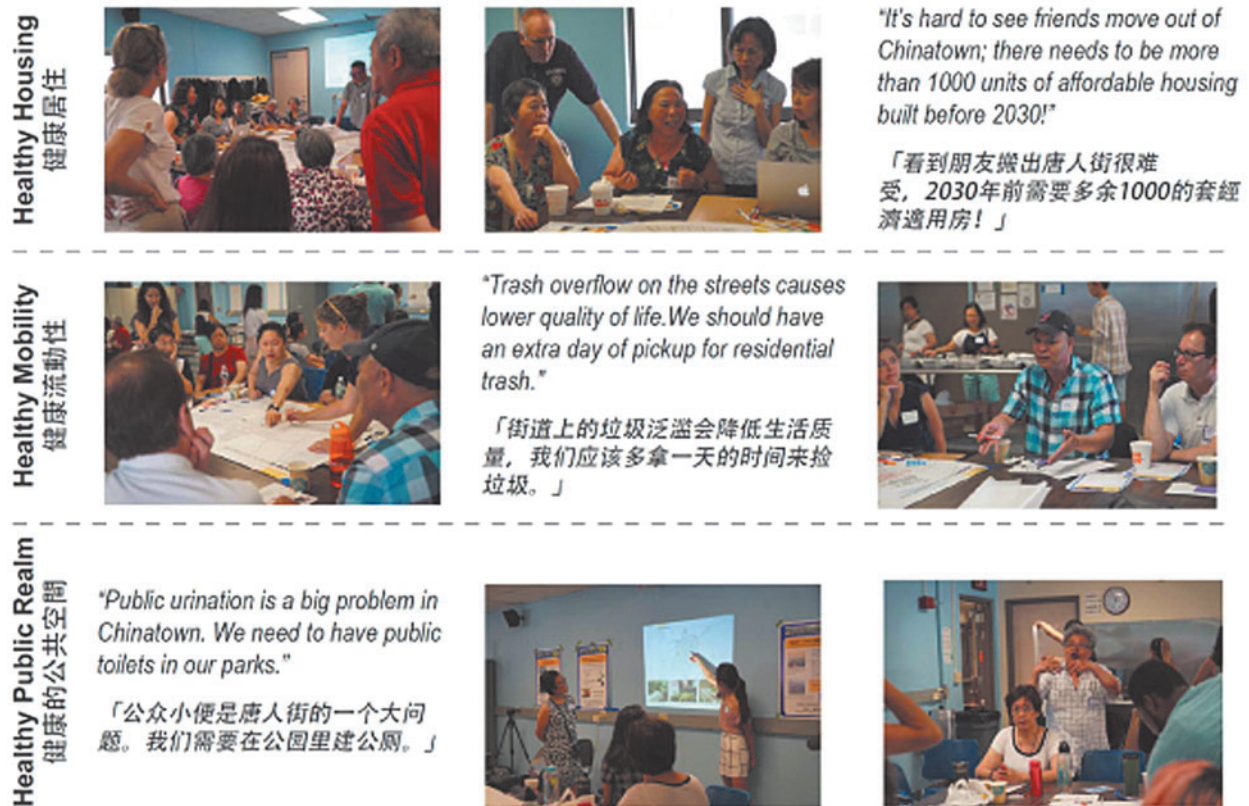 Healthy Housing
健康居住
“It’s hard to see friends move out of
Chinatown; there needs to be more
than 1000 units of affordable housing
built before 2030!”
「看到朋友搬出唐人街很难
受，2030年前需要多余1000的套經
濟適用房！」
Healthy Mobility
健康流動性
“Trash overflow on the streets causes
lower quality of life.We should have
an extra day of pickup for residential
trash.”
「街道上的垃圾泛滥会降低生活质
量，我们应该多拿一天的时间来捡
垃圾。」
Healthy Public Realm
健康的公共空間
“Public urination is a big problem in
Chinatown. We need to have public
toilets in our parks.”
「公众小便是唐人街的一个大问
题。我们需要在公园里建公厕。」